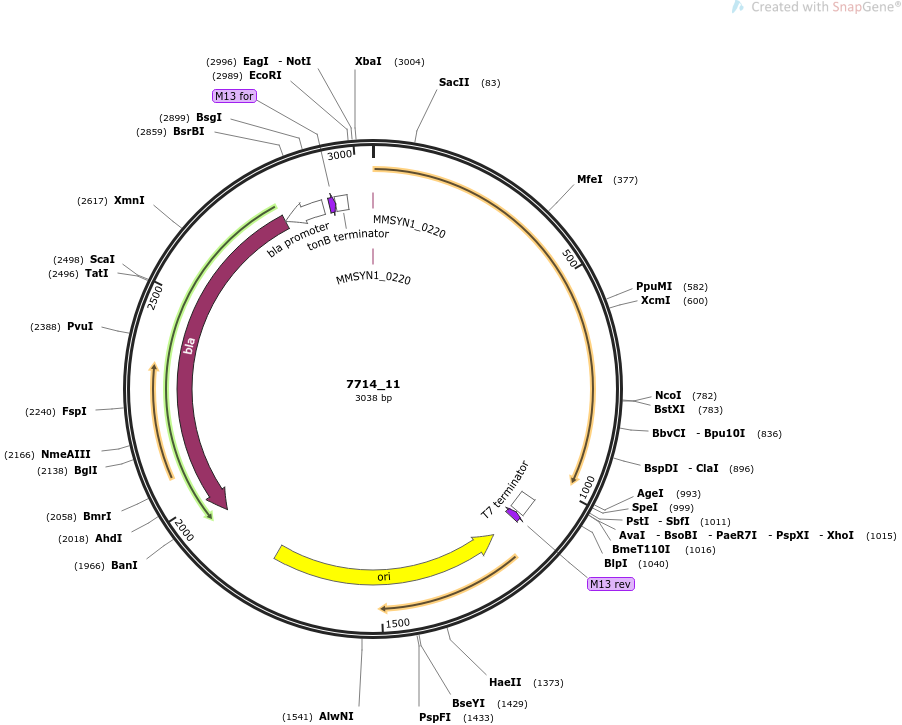 Created with SnapGene®
(2996) EagI - NotI
XbaI (3004)
(2989) EcoRI
SacII (83)
M13 for
(2899) BsgI
(2859) BsrBI
3000
MfeI (377)
(2617) XmnI
MMSYN1_0220
bla promoter
tonB terminator
500
(2498) ScaI
(2496) TatI
MMSYN1_0220
PpuMI (582)
2500
XcmI (600)
(2388) PvuI
bla
7714_11
3038 bp
NcoI (782)
(2240) FspI
BstXI (783)
BbvCI - Bpu10I (836)
(2166) NmeAIII
(2138) BglI
BspDI - ClaI (896)
T7 terminator
1000
AgeI (993)
SpeI (999)
(2058) BmrI
PstI - SbfI (1011)
2000
(2018) AhdI
AvaI - BsoBI - PaeR7I - PspXI - XhoI (1015)
BmeT110I (1016)
(1966) BanI
BlpI (1040)
ori
M13 rev
1500
HaeII (1373)
BseYI (1429)
(1541) AlwNI
PspFI (1433)